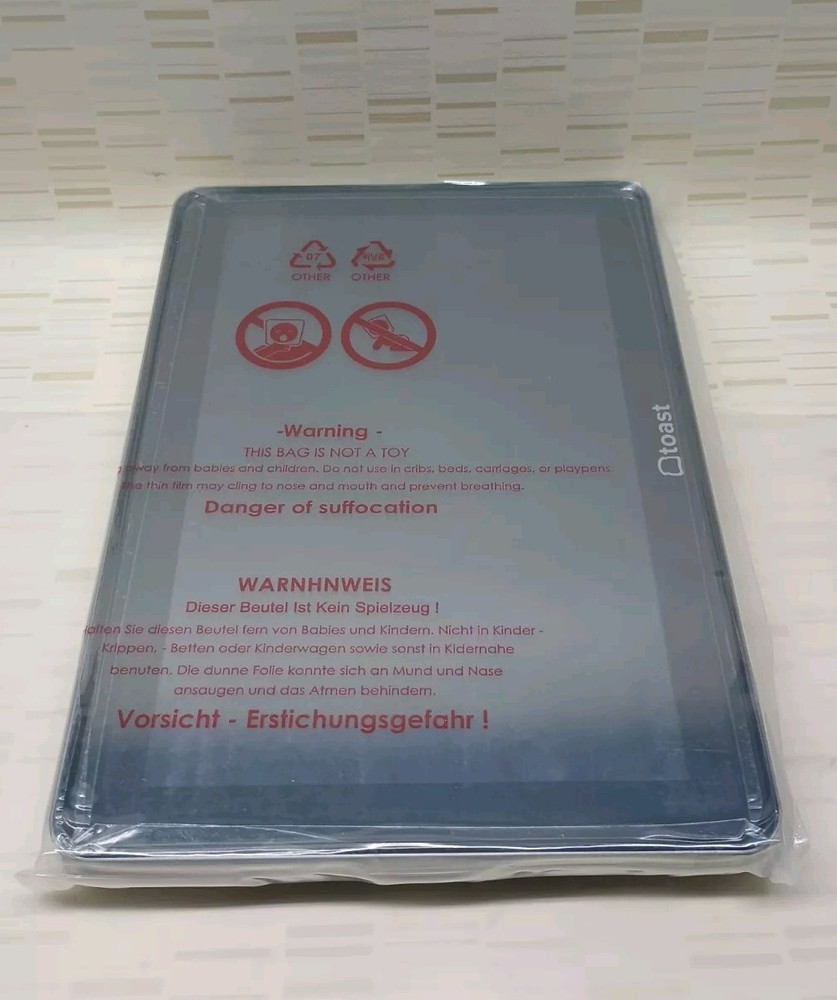 07
OTHER
OTHER
-Warning -
THIS BAG IS NOT A TOY
away from babies and children. Do not use in cribs, beds, carriages, or playpens.
the thin film may cling to nose and mouth and prevent breathing.
Danger of suffocation
WARNHNWEIS
Dieser Beutel Ist Kein Spielzeug !
alten Sie diesen Beutel fern von Babies und Kindern. Nicht in Kinder -
Krippen, - Betten oder Kinderwagen sowie sonst in Kidernahe
benuten. Die dunne Folie konnte sich an Mund und Nase
ansaugen und das Atmen behindern.
Vorsicht - Erstichungsgefahr !
toast